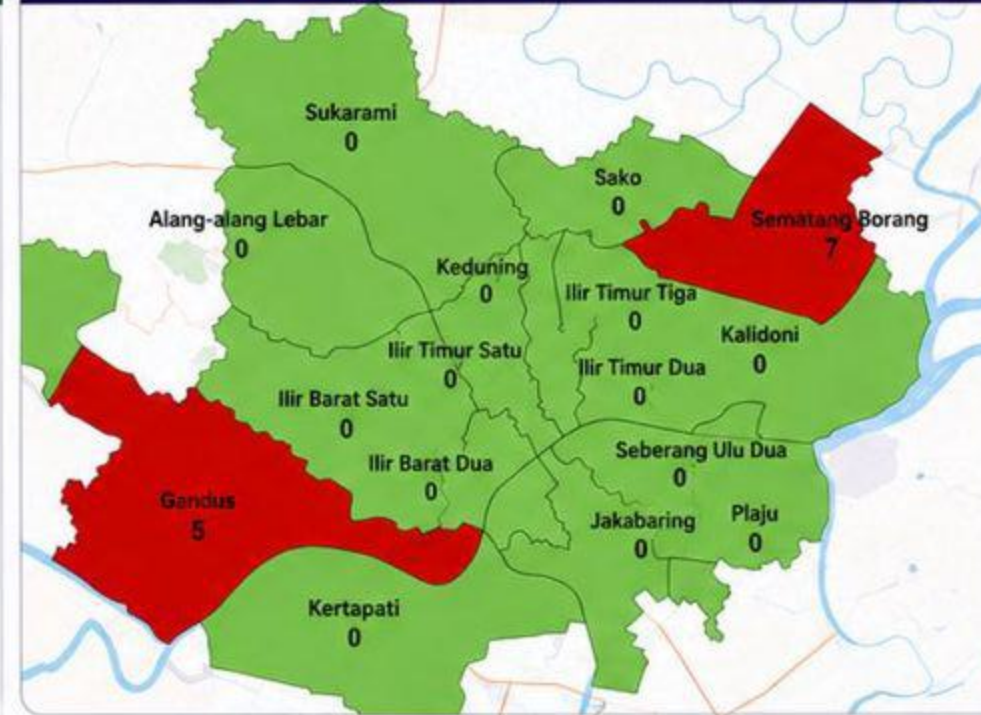 Sukarami
0
Sako
0
Sematang Borang
7
Alang-alang Lebar
0
Keduning
0
Ilir Timur Tiga
0
Kalidoni
0
Ilir Timur Satu
0
Ilir Timur Dua
0
Ilir Barat Satu
0
Ilir Barat Dua
0
Seberang Ulu Dua
0
Gandus
5
Jakabaring
0
Plaju
0
Kertapati
0